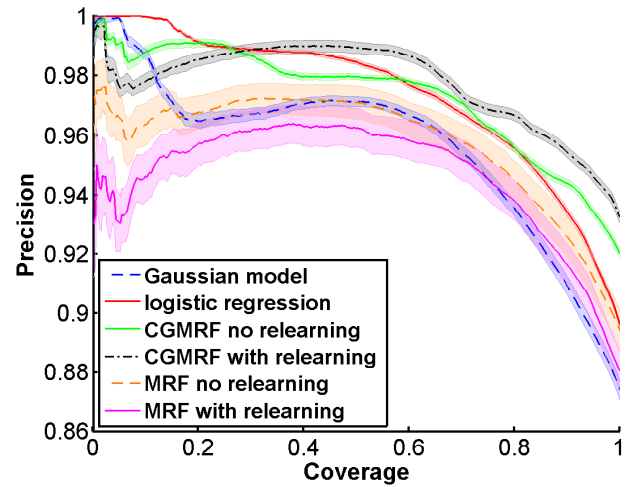 1
0.98
0.96
0.94
0.92
0.9
0.88
0.86
Precision
Gaussian model
logistic regression
CGMRF no relearning
CGMRF with relearning
MRF no relearning
MRF with relearning
0 0.2 0.4 0.6 0.8 1
Coverage